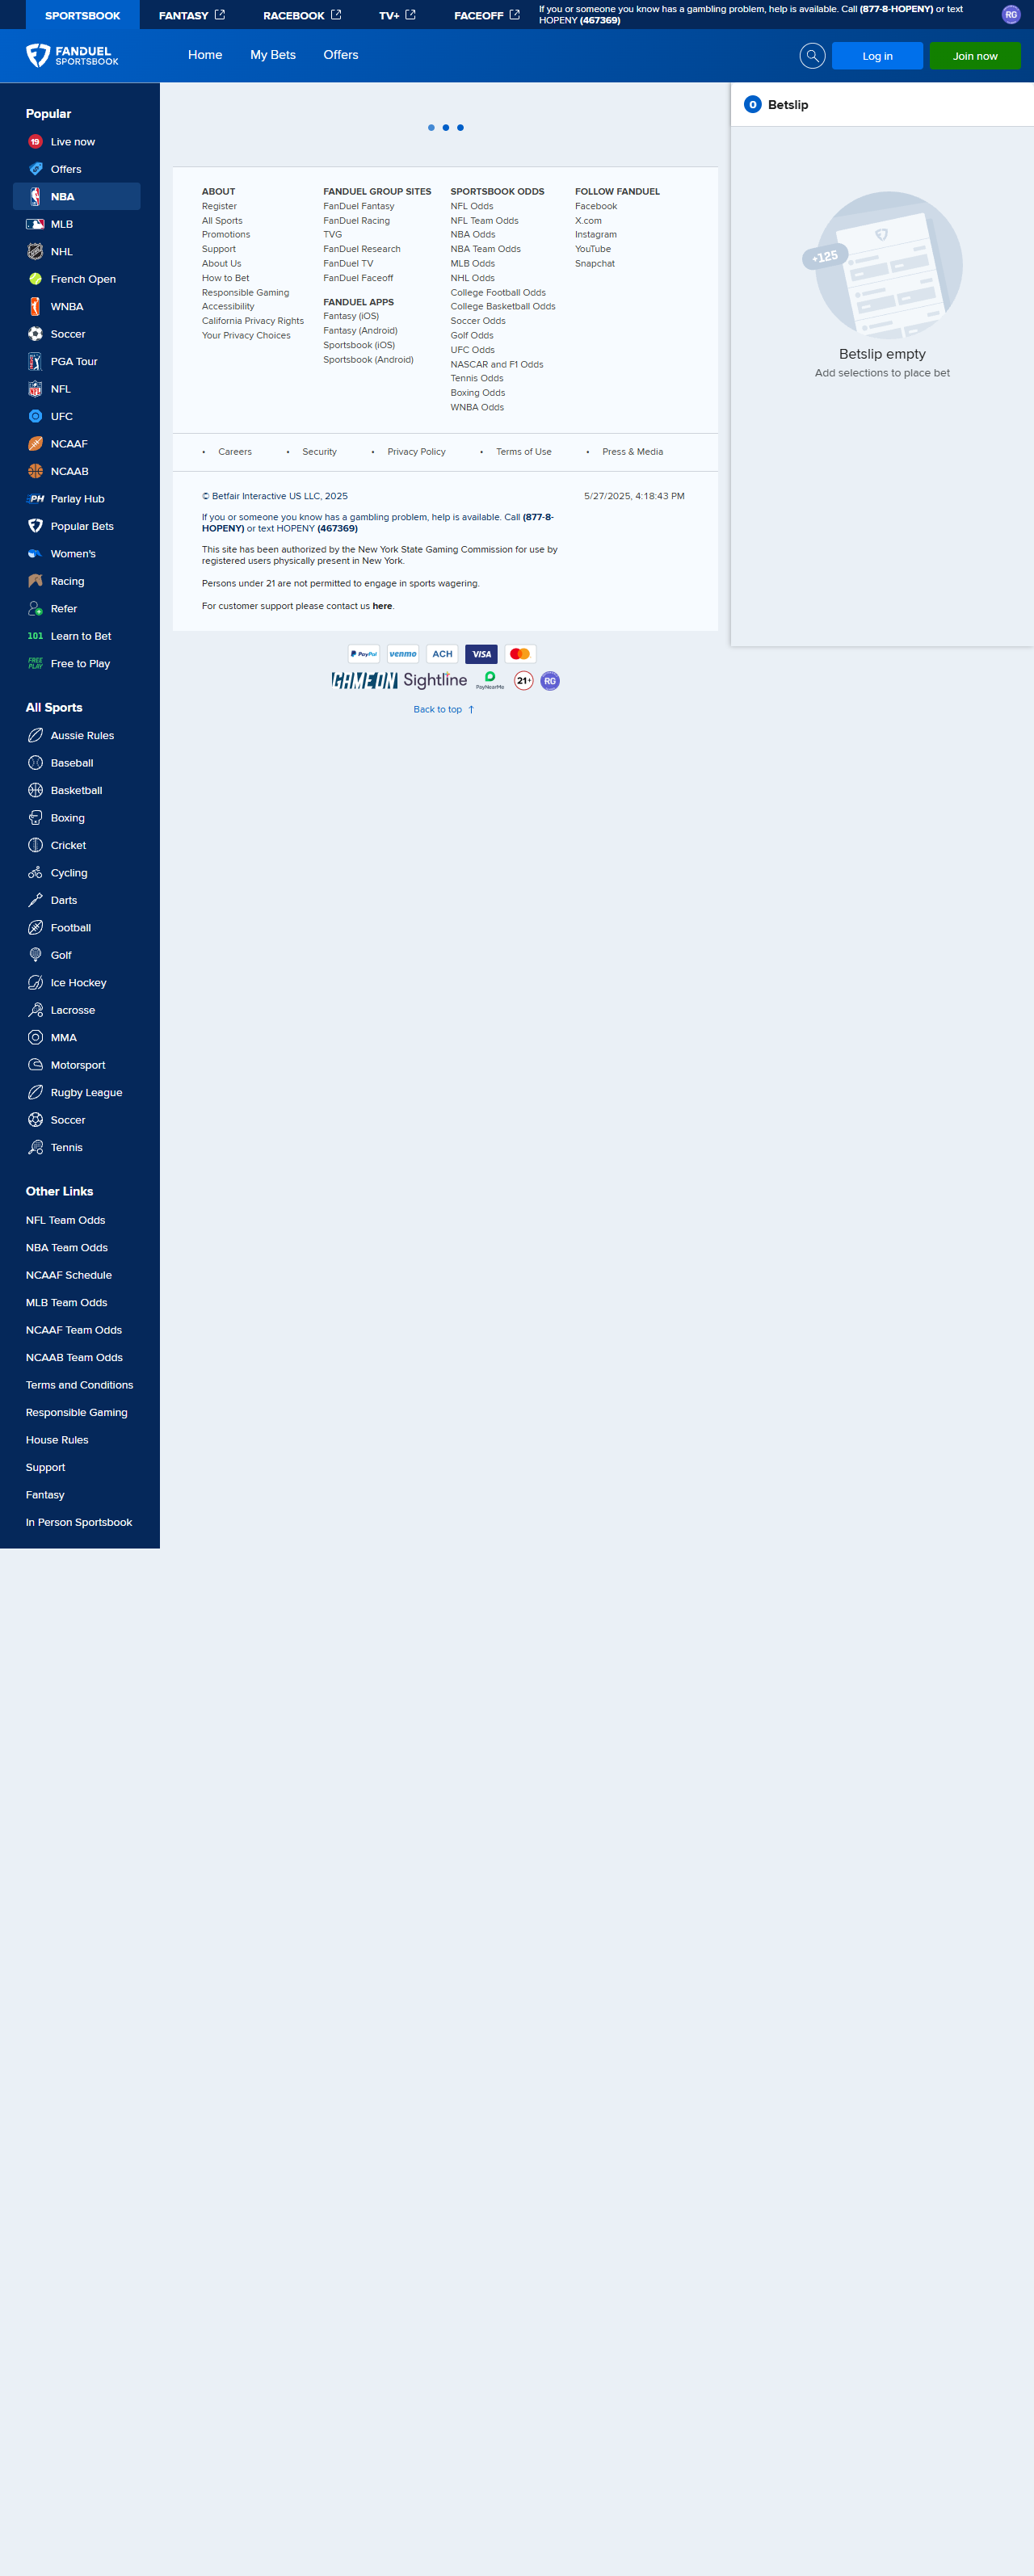 SPORTSBOOK
FANTASY
RACEBOOK
TV+
FACEOFF
If you or someone you know has a gambling problem, help is available. Call (877-8-HOPENY) or text
HOPENY (467369)
RG
FANDUEL
SPORTSBOOK
Home
My Bets
Offers
Log in
Join now
Popular
19 Live now
Offers
NBA
MLB
NHL
French Open
WNBA
Soccer
PGA Tour
NFL
UFC
NCAAF
NCAAB
PH Parlay Hub
Popular Bets
Women's
Racing
Refer
101 Learn to Bet
FREE PLAY Free to Play
All Sports
Aussie Rules
Baseball
Basketball
Boxing
Cricket
Cycling
Darts
Football
Golf
Ice Hockey
Lacrosse
MMA
Motorsport
Rugby League
Soccer
Tennis
Other Links
NFL Team Odds
NBA Team Odds
NCAAF Schedule
MLB Team Odds
NCAAF Team Odds
NCAAB Team Odds
Terms and Conditions
Responsible Gaming
House Rules
Support
Fantasy
In Person Sportsbook
ABOUT
Register
All Sports
Promotions
Support
About Us
How to Bet
Responsible Gaming
Accessibility
California Privacy Rights
Your Privacy Choices
FANDUEL GROUP SITES
FanDuel Fantasy
FanDuel Racing
TVG
FanDuel Research
FanDuel TV
FanDuel Faceoff
FANDUEL APPS
Fantasy (iOS)
Fantasy (Android)
Sportsbook (iOS)
Sportsbook (Android)
SPORTSBOOK ODDS
NFL Odds
NFL Team Odds
NBA Odds
NBA Team Odds
MLB Odds
NHL Odds
College Football Odds
College Basketball Odds
Soccer Odds
Golf Odds
UFC Odds
NASCAR and F1 Odds
Tennis Odds
Boxing Odds
WNBA Odds
FOLLOW FANDUEL
Facebook
X.com
Instagram
YouTube
Snapchat
• Careers
• Security
• Privacy Policy
• Terms of Use
• Press & Media
© Betfair Interactive US LLC, 2025
5/27/2025, 4:18:43 PM
If you or someone you know has a gambling problem, help is available. Call (877-8-
HOPENY) or text HOPENY (467369)
This site has been authorized by the New York State Gaming Commission for use by
registered users physically present in New York.
Persons under 21 are not permitted to engage in sports wagering.
For customer support please contact us here.
PayPal
venmo
ACH
VISA
GAMEON
Sightline
PayNearMe
21+
RG
Back to top ↑
0 Betslip
+125
Betslip empty
Add selections to place bet